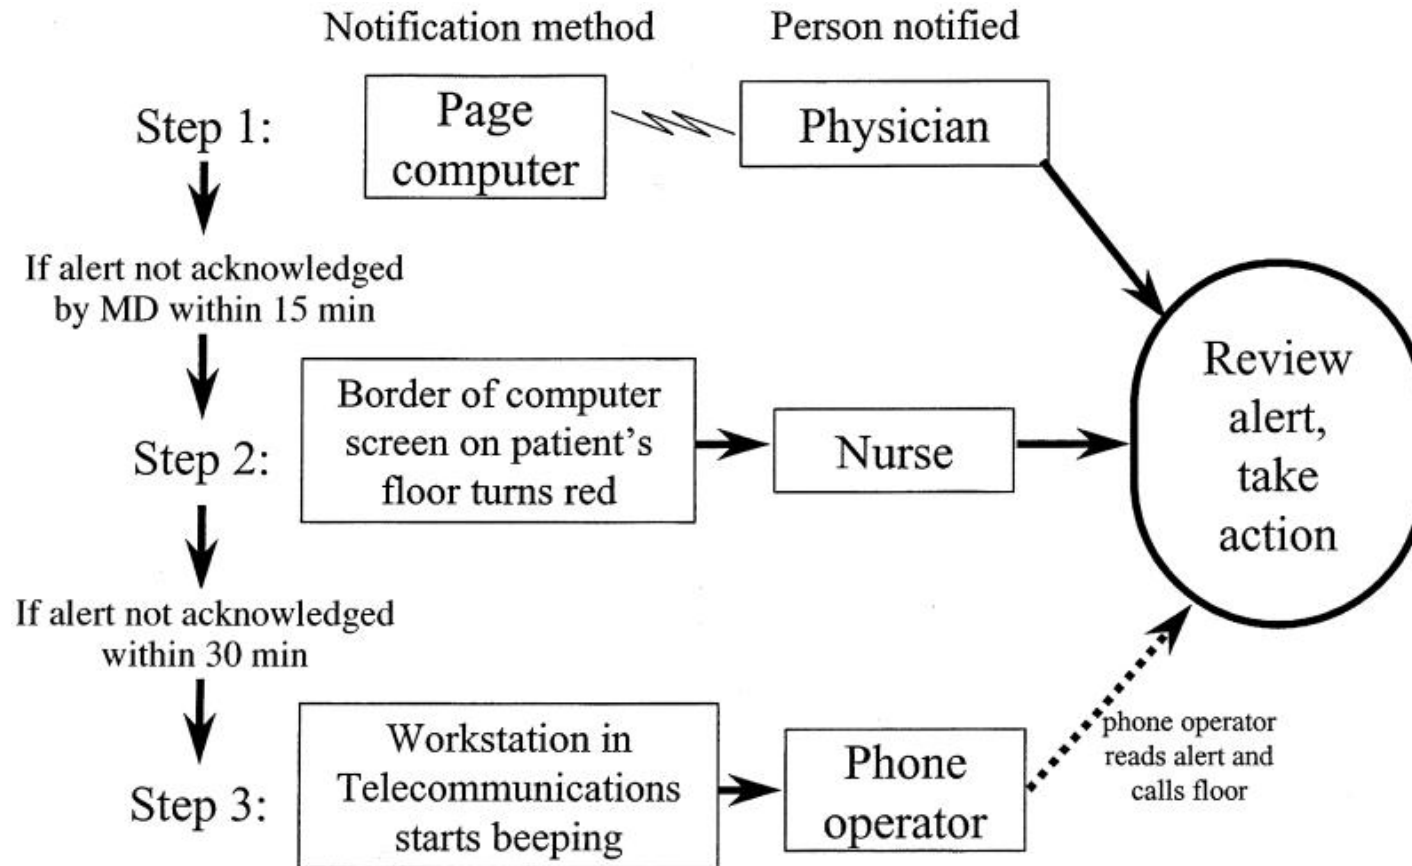 Notification method
Person notified
Step 1:
Page
computer
Physician
If alert not acknowledged
by MD within 15 min
Step 2:
Border of computer
screen on patient's
floor turns red
Nurse
Review
alert,
take
action
If alert not acknowledged
within 30 min
Step 3:
Workstation in
Telecommunications
starts beeping
Phone
operator
phone operator
reads alert and
calls floor